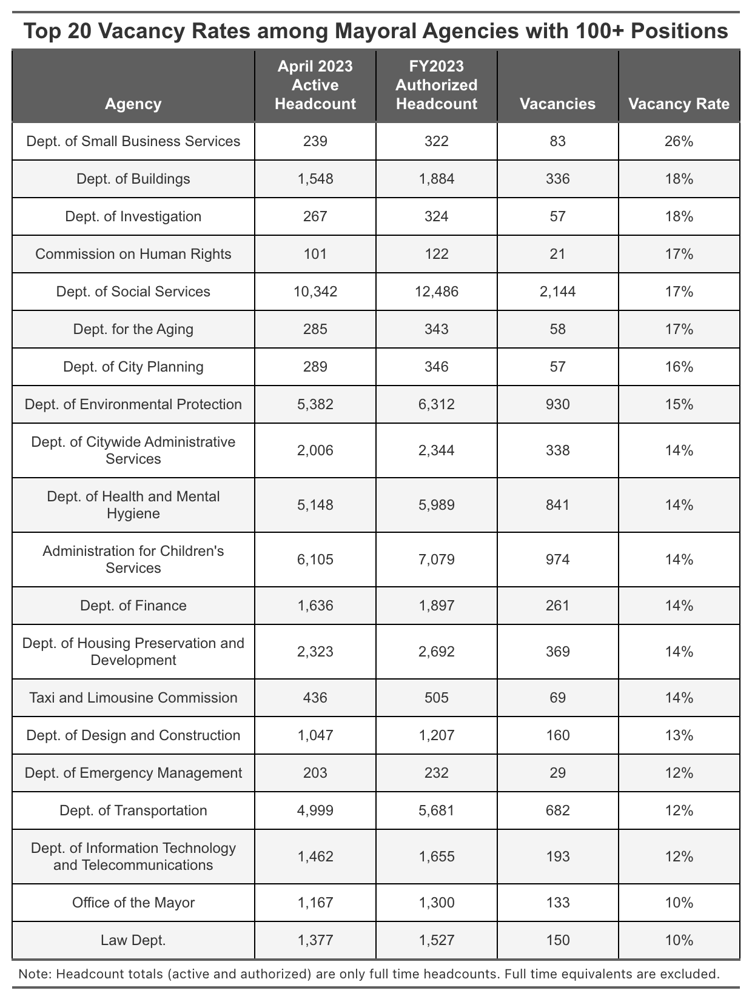 Top 20 Vacancy Rates among Mayoral Agencies with 100+ Positions
Agency April 2023 Active Headcount FY2023 Authorized Headcount Vacancies Vacancy Rate
Dept. of Small Business Services 239 322 83 26%
Dept. of Buildings 1,548 1,884 336 18%
Dept. of Investigation 267 324 57 18%
Commission on Human Rights 101 122 21 17%
Dept. of Social Services 10,342 12,486 2,144 17%
Dept. for the Aging 285 343 58 17%
Dept. of City Planning 289 346 57 16%
Dept. of Environmental Protection 5,382 6,312 930 15%
Dept. of Citywide Administrative Services 2,006 2,344 338 14%
Dept. of Health and Mental Hygiene 5,148 5,989 841 14%
Administration for Children's Services 6,105 7,079 974 14%
Dept. of Finance 1,636 1,897 261 14%
Dept. of Housing Preservation and Development 2,323 2,692 369 14%
Taxi and Limousine Commission 436 505 69 14%
Dept. of Design and Construction 1,047 1,207 160 13%
Dept. of Emergency Management 203 232 29 12%
Dept. of Transportation 4,999 5,681 682 12%
Dept. of Information Technology and Telecommunications 1,462 1,655 193 12%
Office of the Mayor 1,167 1,300 133 10%
Law Dept. 1,377 1,527 150 10%
Note: Headcount totals (active and authorized) are only full time headcounts. Full time equivalents are excluded.